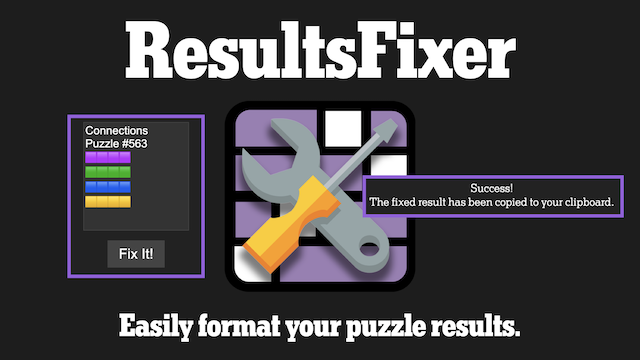 ResultsFixer
Connections
Puzzle #563
Fix It!
Success!
The fixed result has been copied to your clipboard.
Easily format your puzzle results.